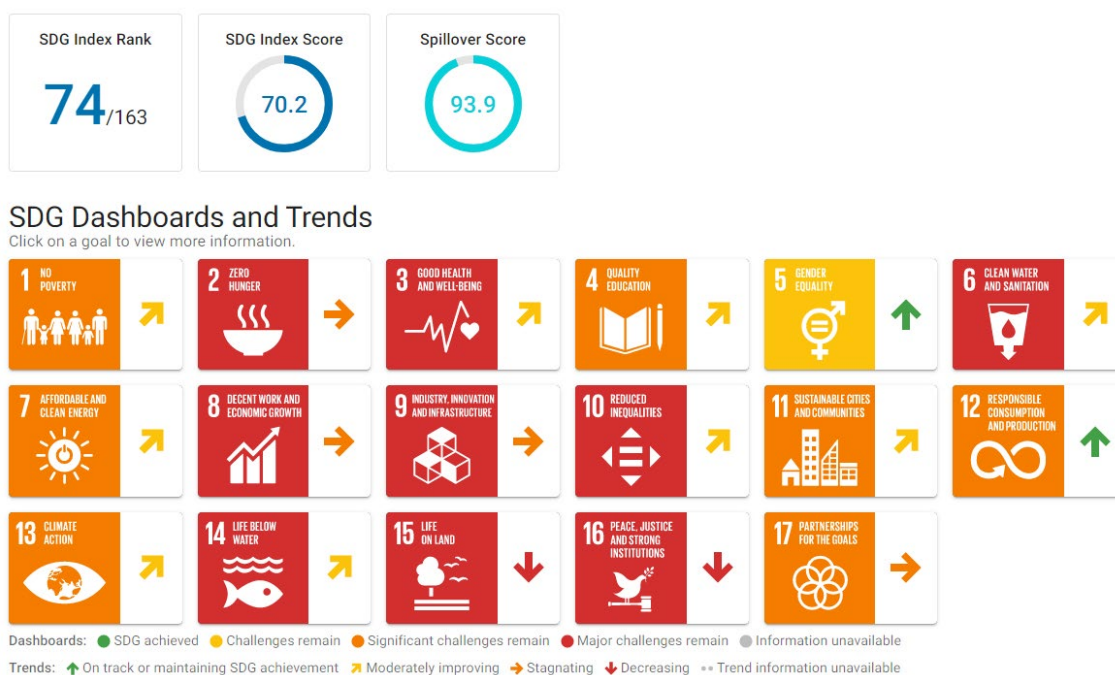 SDG Index Rank
74/163
SDG Index Score
70.2
Spillover Score
93.9
SDG Dashboards and Trends
Click on a goal to view more information.
1 NO
POVERTY
2 ZERO
HUNGER
3 GOOD HEALTH
AND WELL-BEING
4 QUALITY
EDUCATION
5 GENDER
EQUALITY
6 CLEAN WATER
AND SANITATION
7 AFFORDABLE AND
CLEAN ENERGY
8 DECENT WORK AND
ECONOMIC GROWTH
9 INDUSTRY, INNOVATION
AND INFRASTRUCTURE
10 REDUCED
INEQUALITIES
11 SUSTAINABLE CITIES
AND COMMUNITIES
12 RESPONSIBLE
CONSUMPTION
AND PRODUCTION
13 CLIMATE
ACTION
14 LIFE BELOW
WATER
15 LIFE
ON LAND
16 PEACE, JUSTICE
AND STRONG
INSTITUTIONS
17 PARTNERSHIPS
FOR THE GOALS
Dashboards: SDG achieved Challenges remain Significant challenges remain Major challenges remain Information unavailable
Trends: On track or maintaining SDG achievement Moderately improving Stagnating Decreasing Trend information unavailable